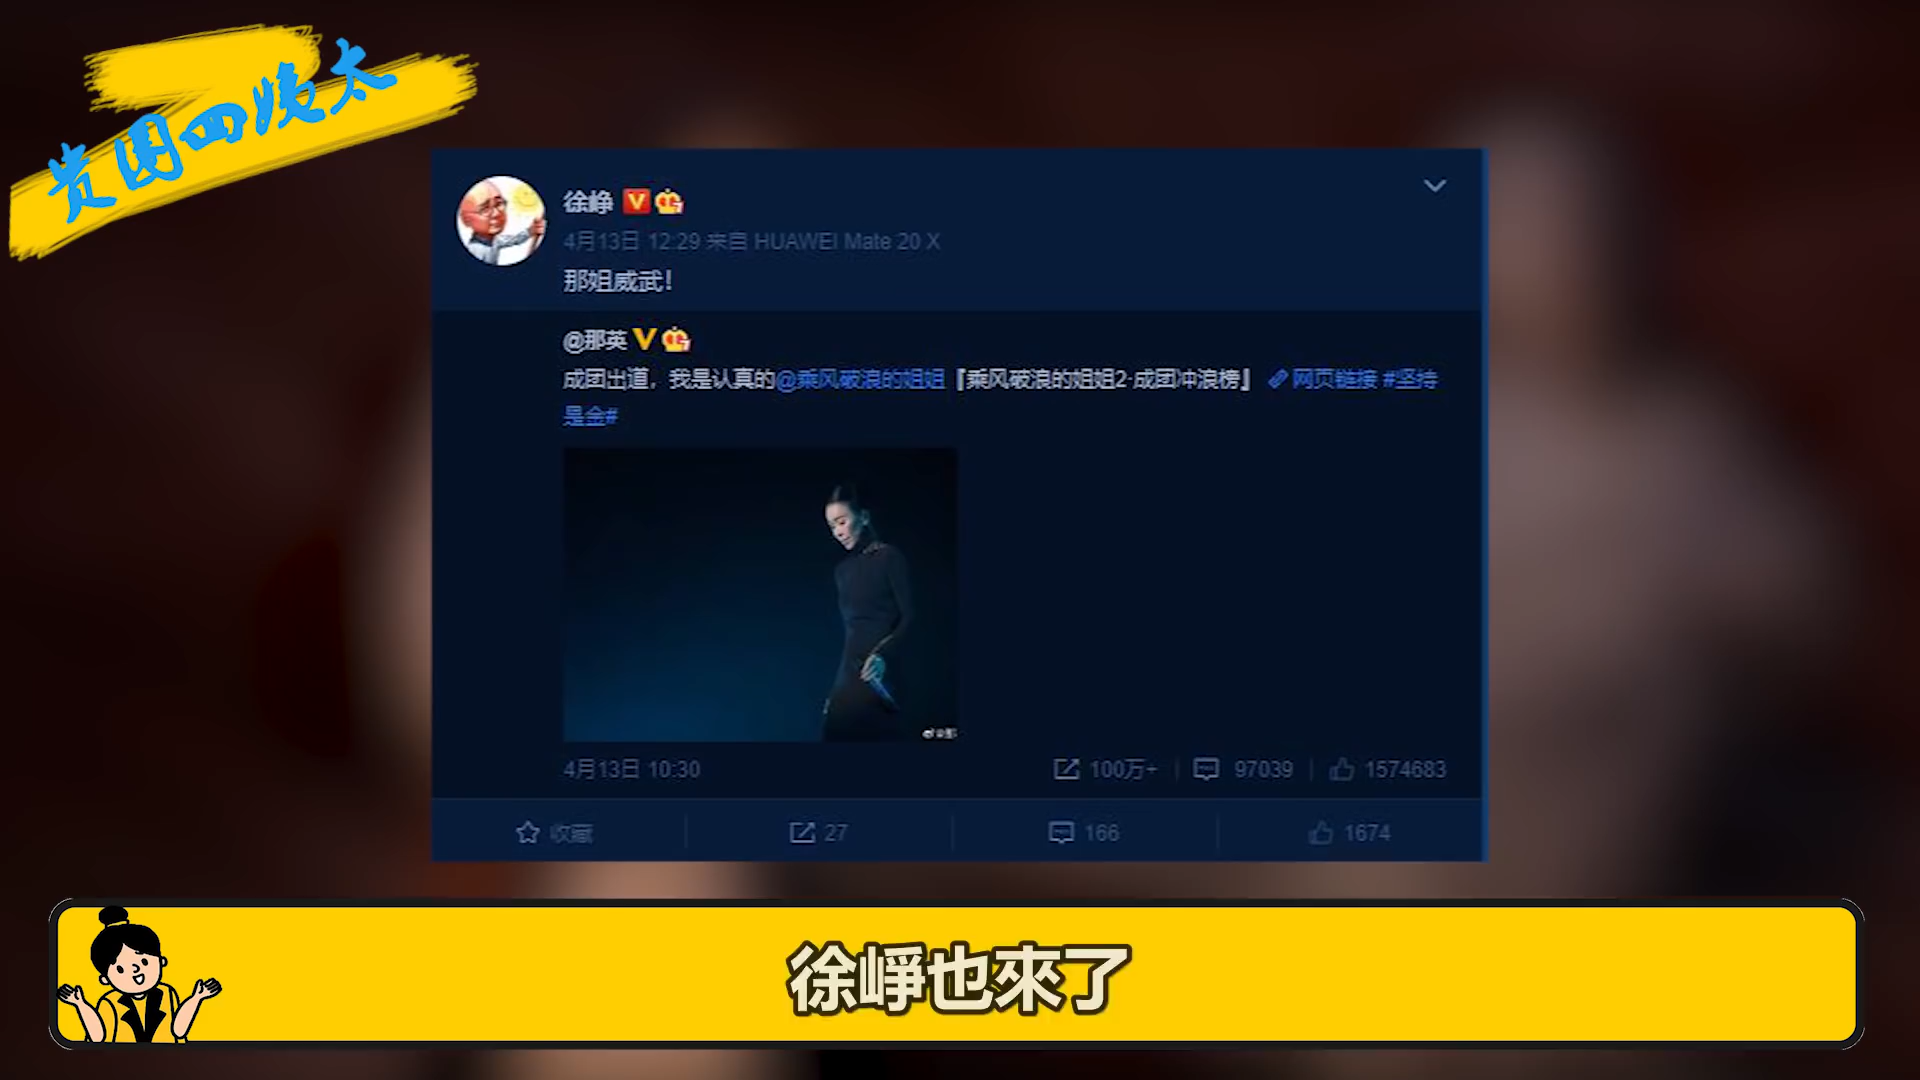 贵圈四姨太
徐峥
4月13日 12:29 来自 HUAWEI Mate 20 X
那姐威武!
@那英
成团出道，我是认真的@乘风破浪的姐姐『乘风破浪的姐姐2·成团冲浪榜』 网页链接 #坚持
是金#
4月13日 10:30 100万+ 97039 1574683
收藏 27 166 1674
徐崢也來了